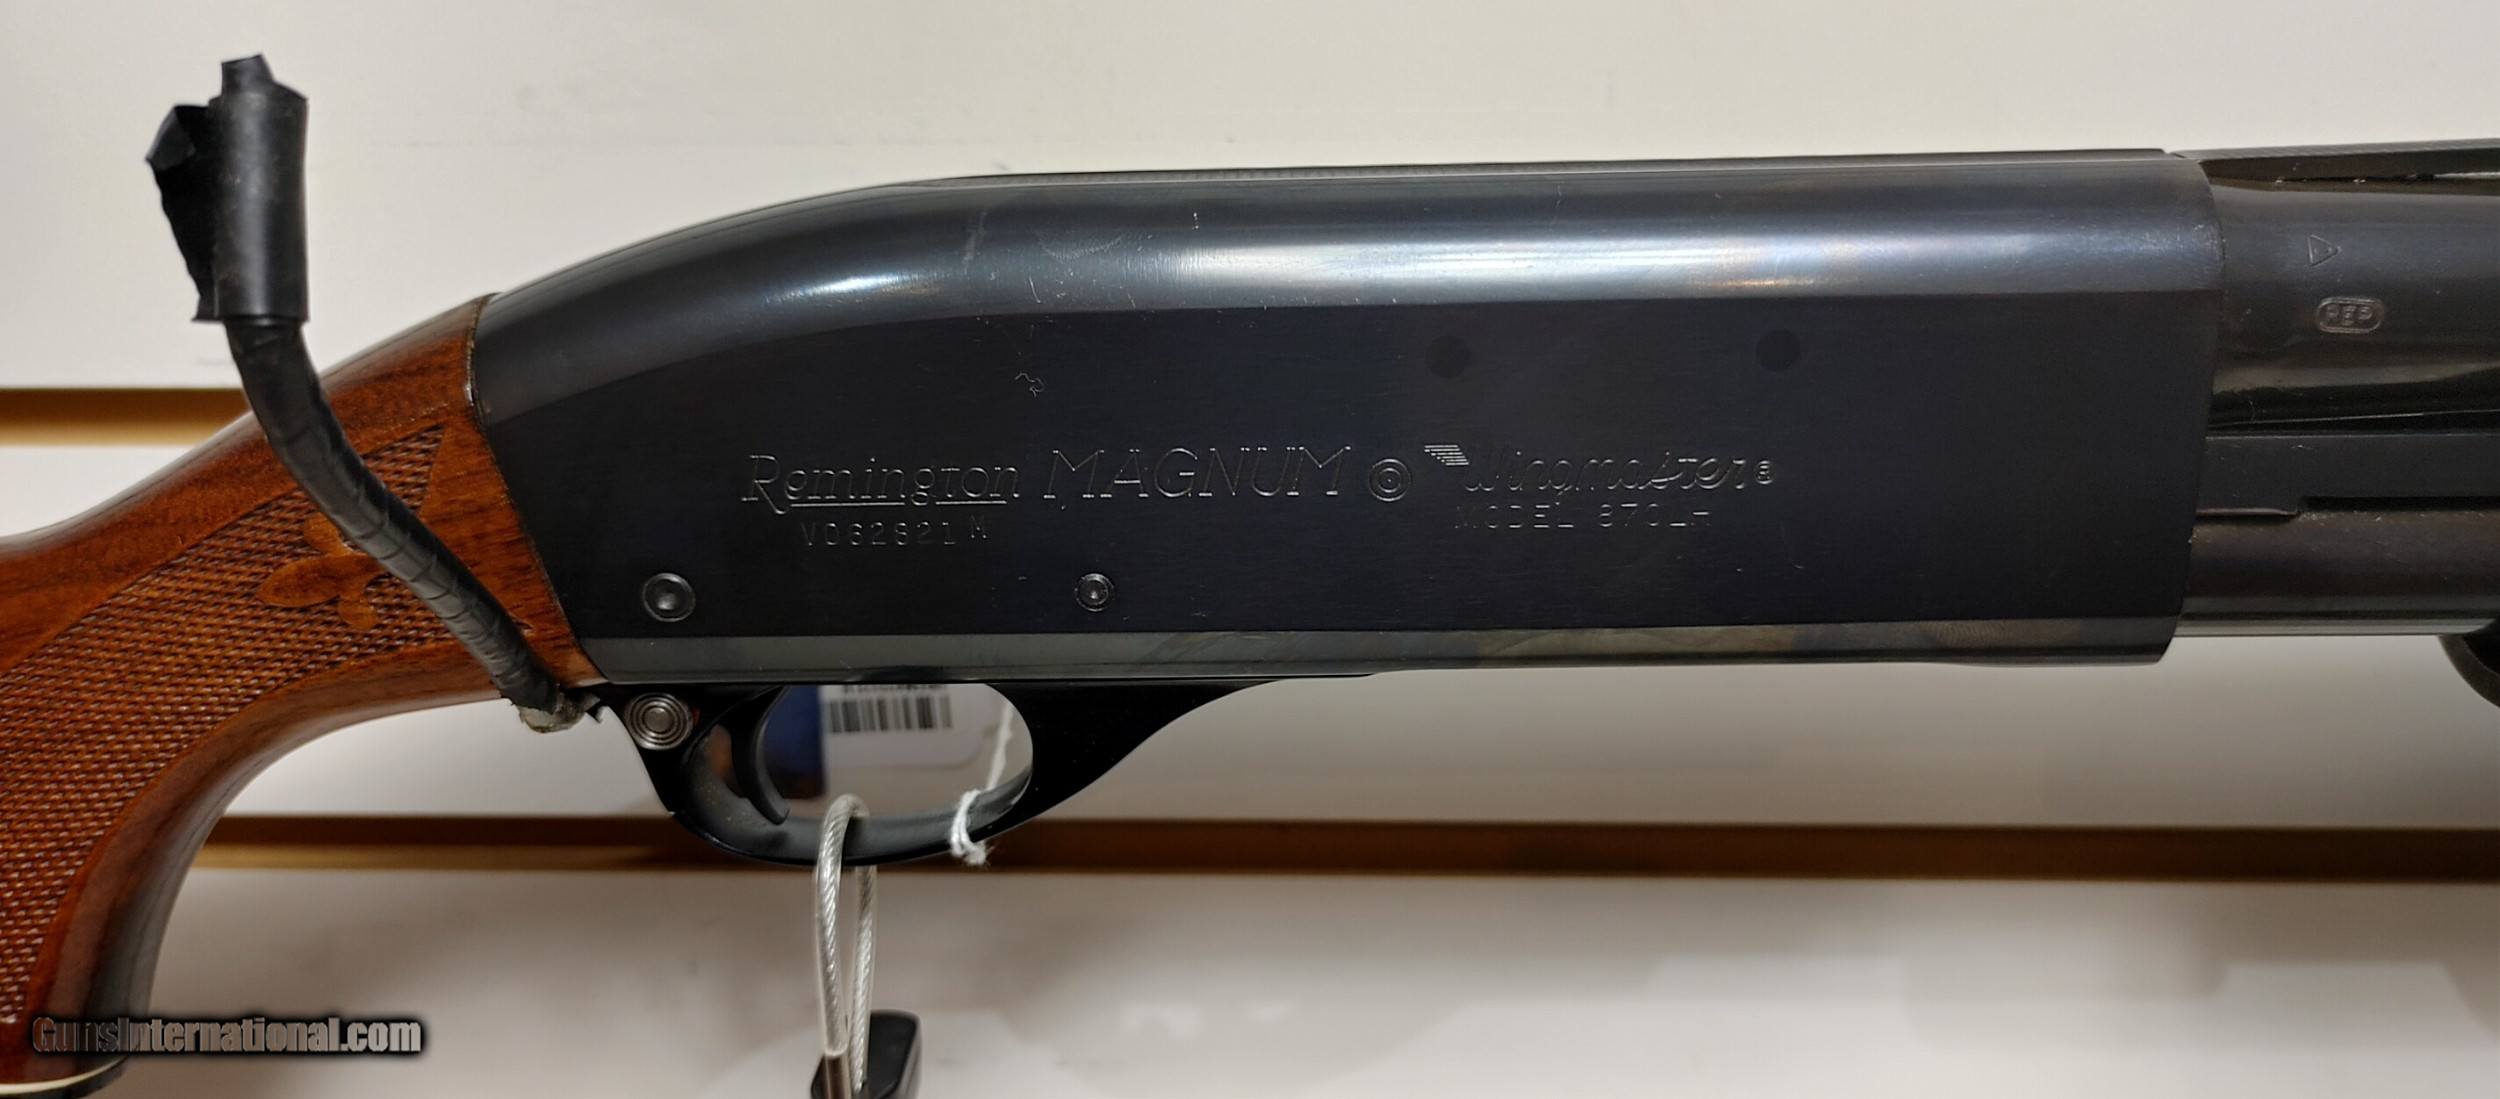 Remington MAGNUM Wingmaster®
V062821M
MODEL 870LH
REP
GunsInternational.com